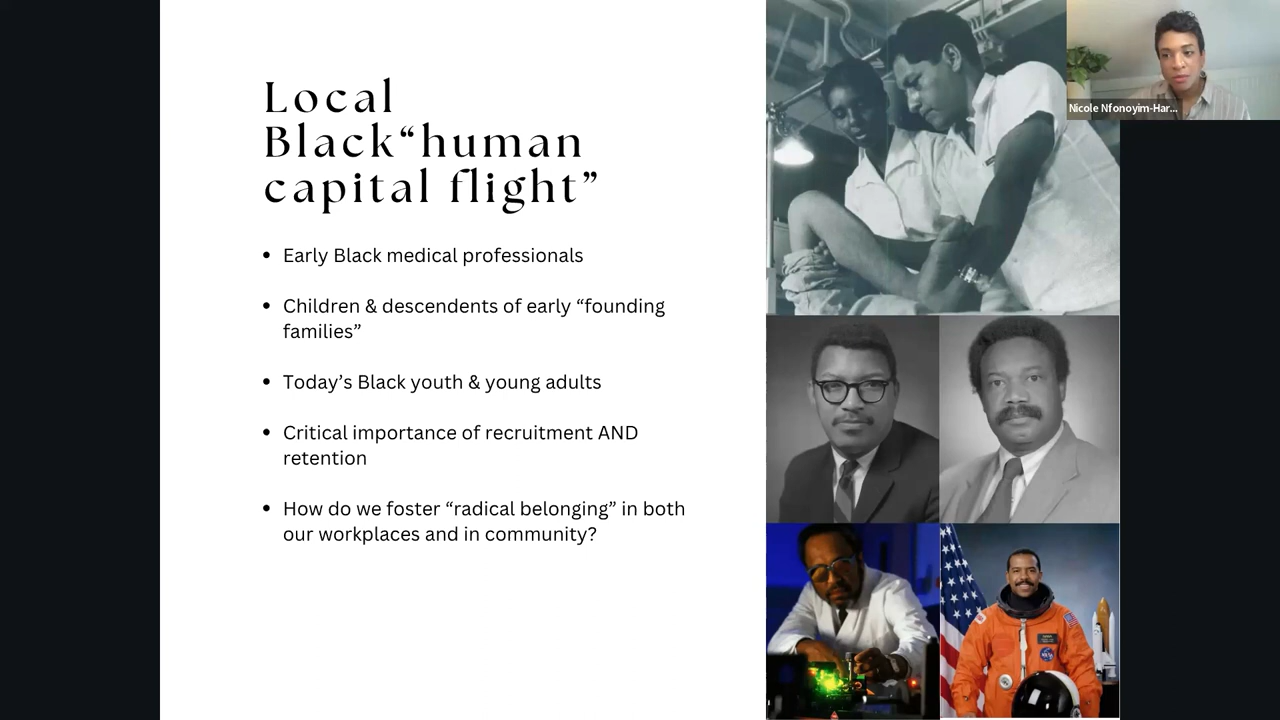 Local
Black“human
capital flight”
• Early Black medical professionals
• Children & descendents of early “founding
families”
• Today’s Black youth & young adults
• Critical importance of recruitment AND
retention
• How do we foster “radical belonging” in both
our workplaces and in community?
Nicole Nfonoyim-Har...